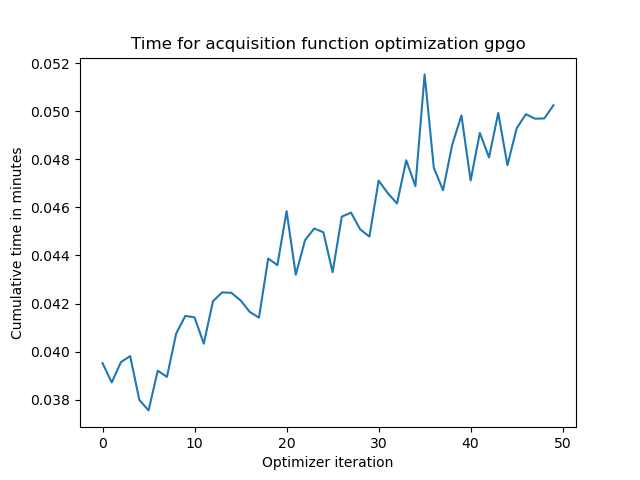 Time for acquisition function optimization gpgo
0.052
0.050
0.048
0.046
0.044
0.042
0.040
0.038
Cumulative time in minutes
0 10 20 30 40 50
Optimizer iteration